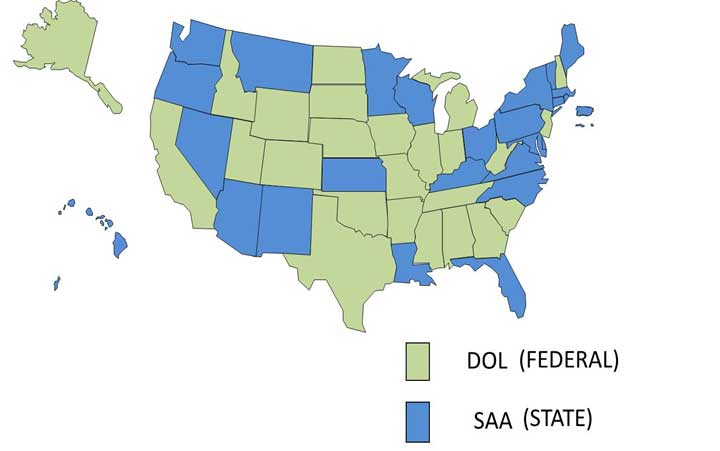 DOL (FEDERAL)
SAA (STATE)